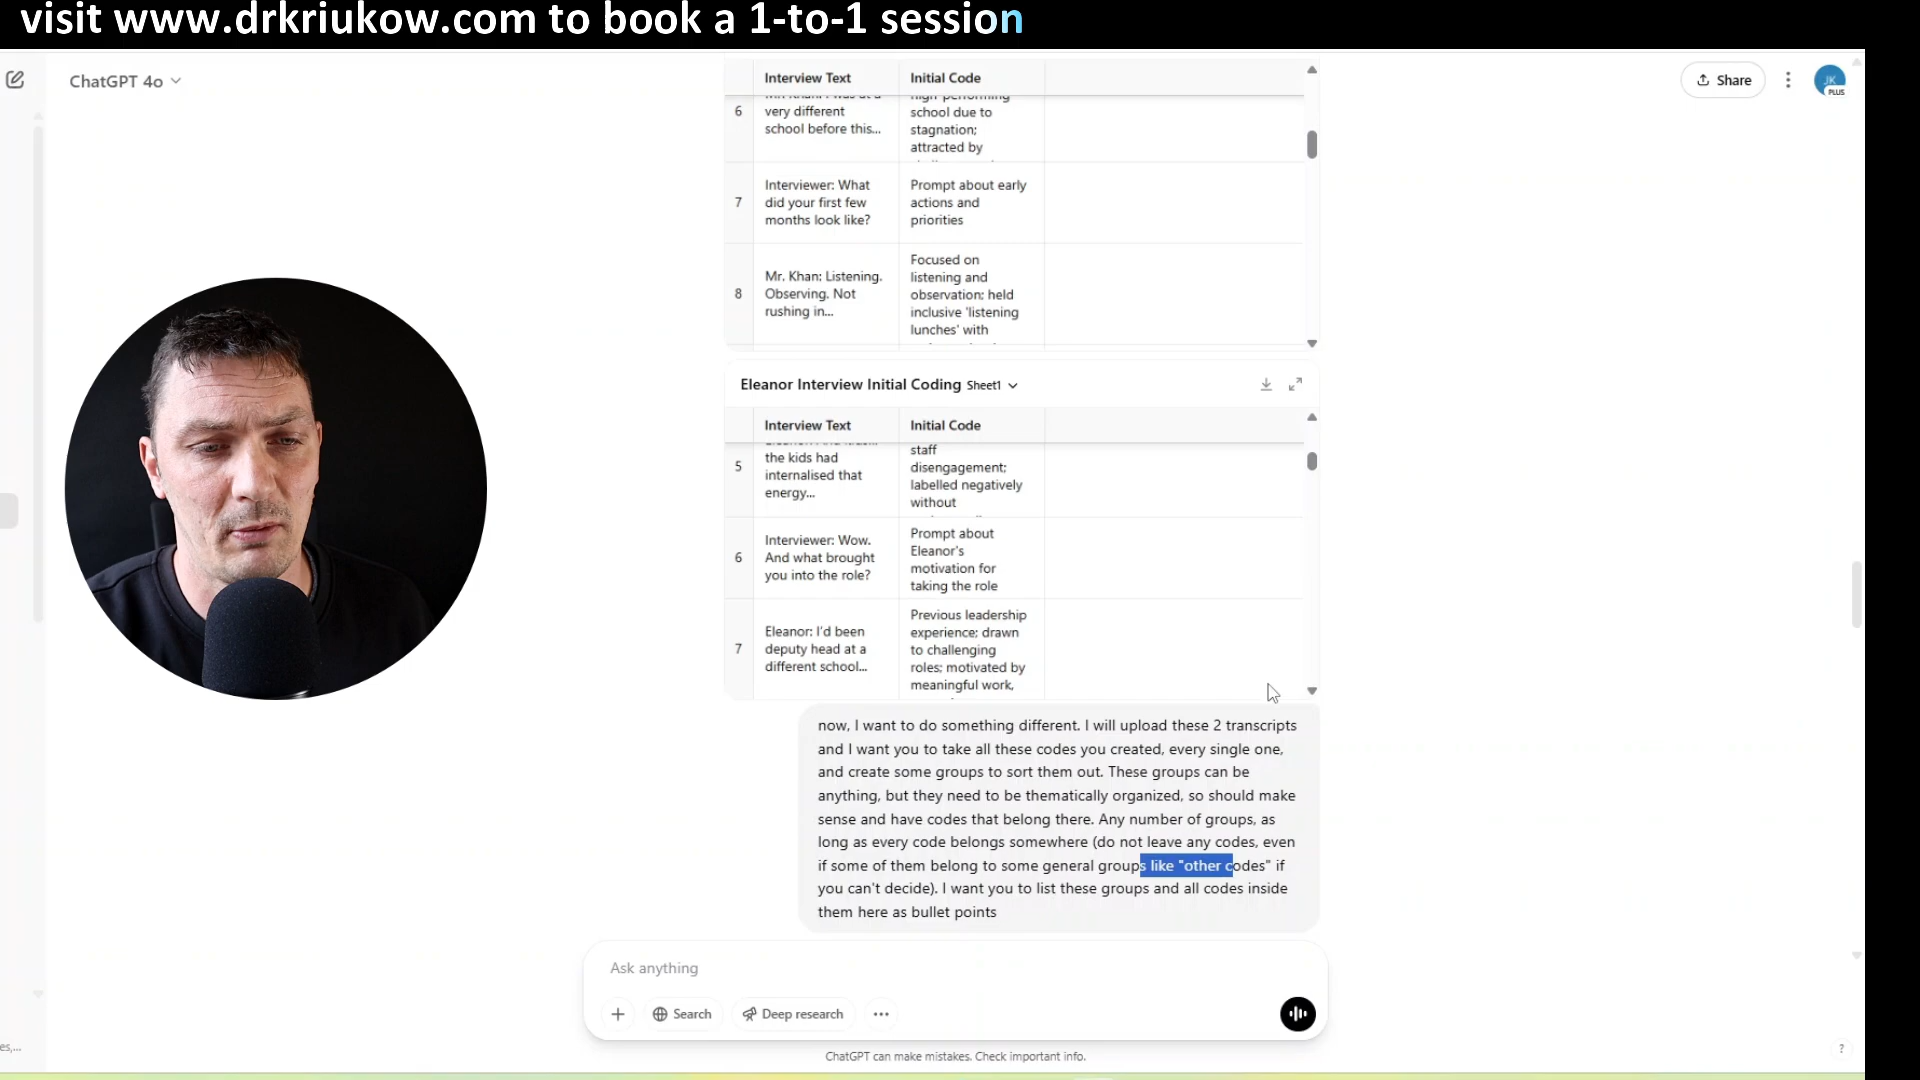 visit www.drkriukow.com to book a 1-to-1 session
ChatGPT 4o
Share
JK
PLUS
Interview Text
Initial Code
6
very different
school before this...
high-performing
school due to
stagnation;
attracted by
7
Interviewer: What
did your first few
months look like?
Prompt about early
actions and
priorities
8
Mr. Khan: Listening.
Observing. Not
rushing in...
Focused on
listening and
observation; held
inclusive 'listening
lunches' with
Eleanor Interview Initial Coding Sheet1
Interview Text
Initial Code
5
the kids had
internalised that
energy...
staff
disengagement;
labelled negatively
without
6
Interviewer: Wow.
And what brought
you into the role?
Prompt about
Eleanor's
motivation for
taking the role
7
Eleanor: I'd been
deputy head at a
different school...
Previous leadership
experience; drawn
to challenging
roles; motivated by
meaningful work,
now, I want to do something different. I will upload these 2 transcripts
and I want you to take all these codes you created, every single one,
and create some groups to sort them out. These groups can be
anything, but they need to be thematically organized, so should make
sense and have codes that belong there. Any number of groups, as
long as every code belongs somewhere (do not leave any codes, even
if some of them belong to some general groups like "other codes" if
you can't decide). I want you to list these groups and all codes inside
them here as bullet points
Ask anything
Search
Deep research
ChatGPT can make mistakes. Check important info.
es,...
?